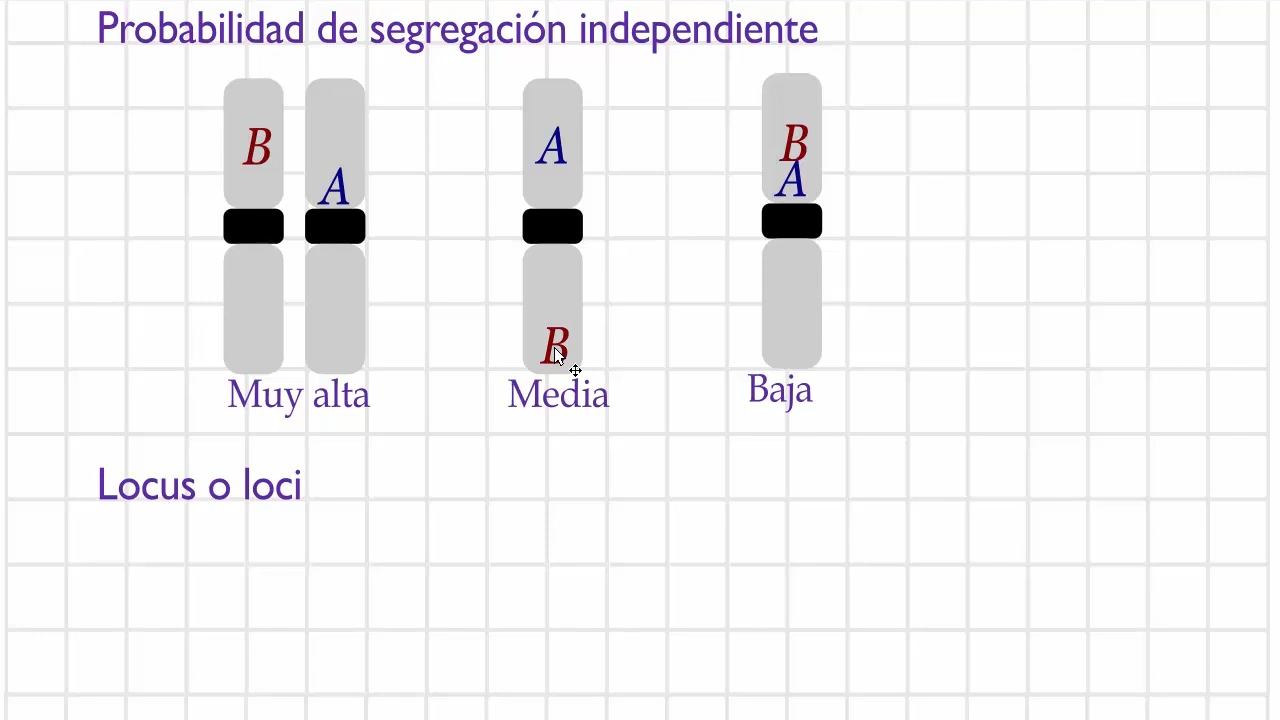 Probabilidad de segregación independiente
B A A B A
B
Muy alta Media Baja
Locus o loci